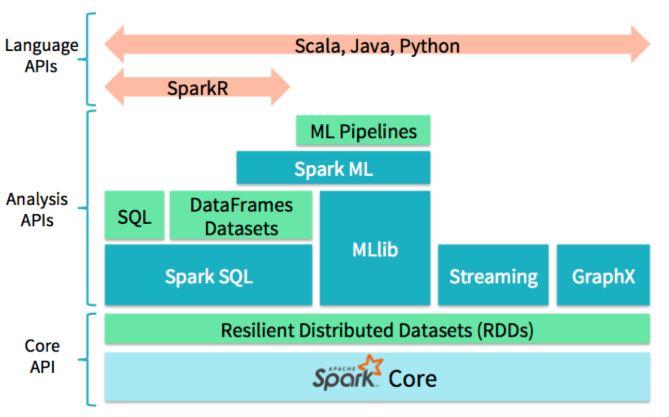 Language
APIs
Scala, Java, Python
SparkR
Analysis
APIs
ML Pipelines
Spark ML
SQL
DataFrames
Datasets
MLlib
Spark SQL
Streaming
GraphX
Core
API
Resilient Distributed Datasets (RDDs)
APACHE
Spark Core